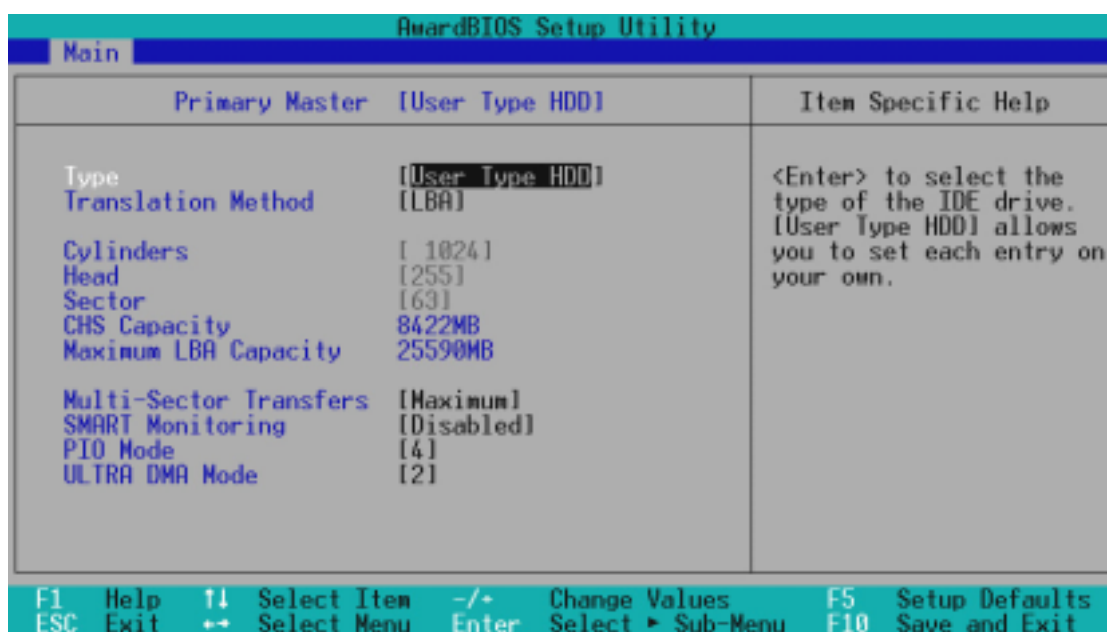 AwardBIOS Setup Utility
Main
Primary Master [User Type HDD]
Item Specific Help
Type [User Type HDD]
Translation Method [LBA]
Cylinders [ 1024]
Head [255]
Sector [63]
CHS Capacity 8422MB
Maximum LBA Capacity 25590MB
Multi-Sector Transfers [Maximum]
SMART Monitoring [Disabled]
PIO Mode [4]
ULTRA DMA Mode [2]
<Enter> to select the
type of the IDE drive.
[User Type HDD] allows
you to set each entry on
your own.
F1 Help ↑↓ Select Item -/+ Change Values F5 Setup Defaults
ESC Exit ←→ Select Menu Enter Select ► Sub-Menu F10 Save and Exit